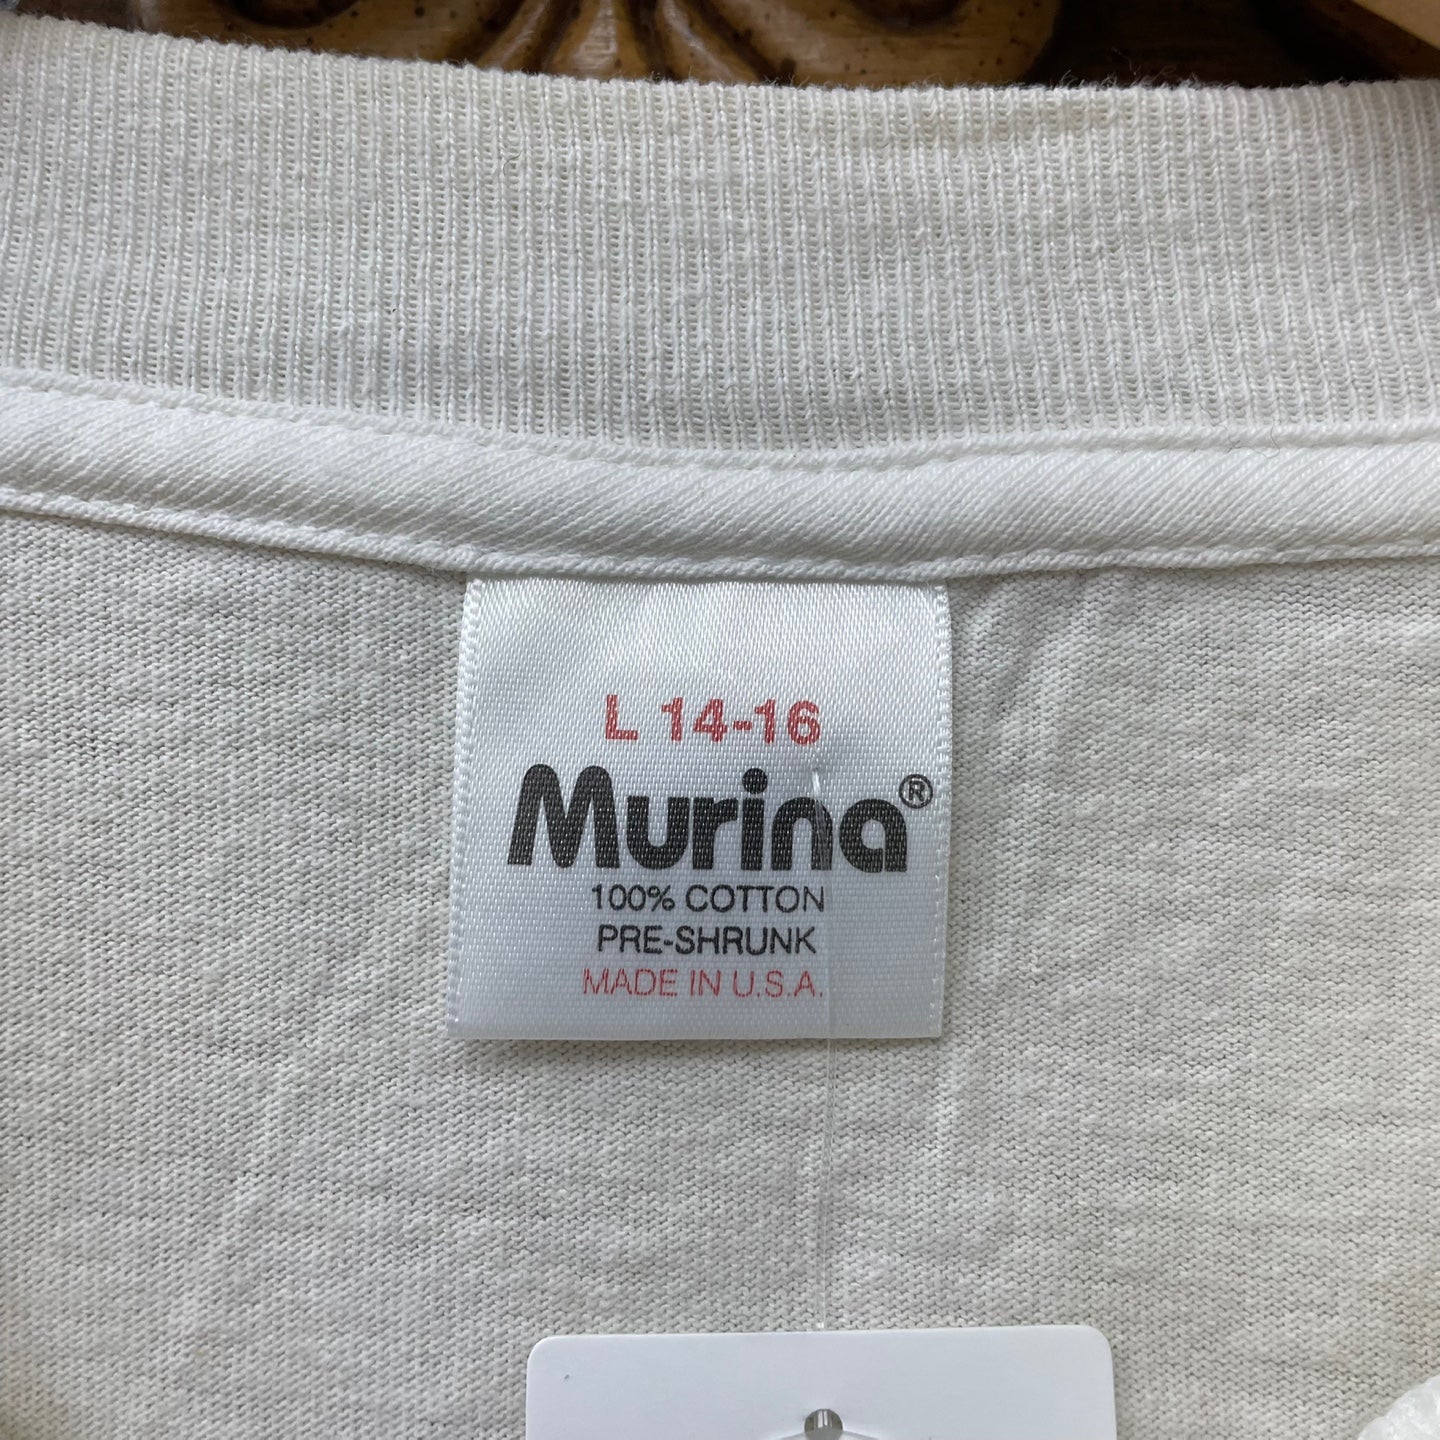 L 14-16
Murina®
100% COTTON
PRE-SHRUNK
MADE IN U.S.A.